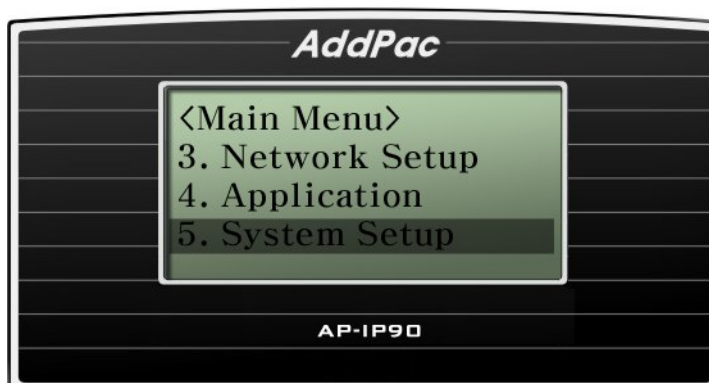 AddPac
<Main Menu>
3. Network Setup
4. Application
5. System Setup
AP-IP90